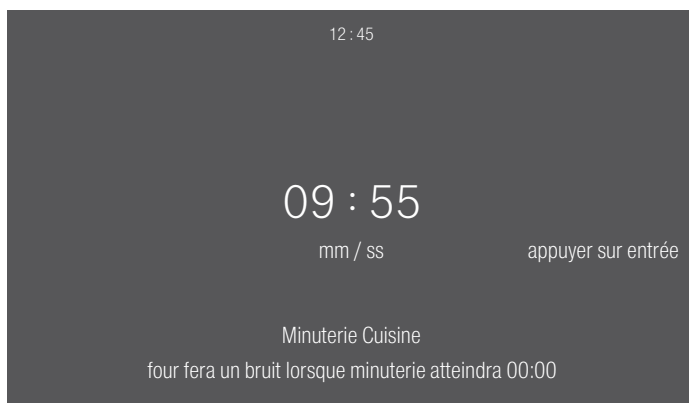 12 : 45
09 : 55
mm / ss
appuyer sur entrée
Minuterie Cuisine
four fera un bruit lorsque minuterie atteindra 00:00